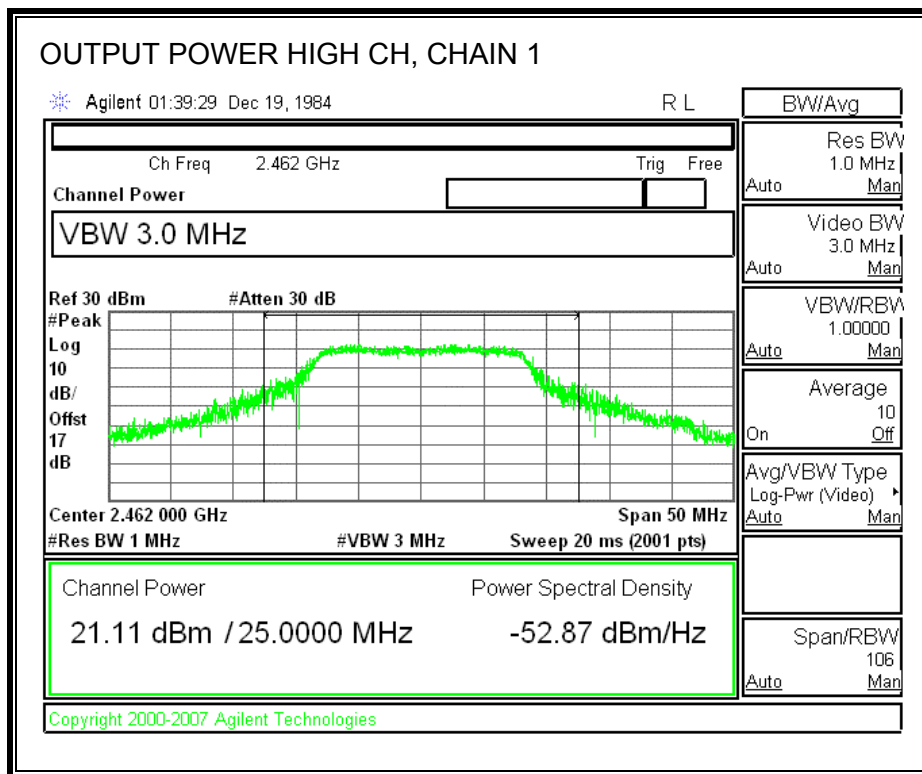 OUTPUT POWER HIGH CH, CHAIN 1
Agilent 01:39:29 Dec 19, 1984 R L
Ch Freq 2.462 GHz Trig Free
Channel Power
VBW 3.0 MHz
Ref 30 dBm #Atten 30 dB
#Peak
Log
10
dB/
Offst
17
dB
Center 2.462 000 GHz Span 50 MHz
#Res BW 1 MHz #VBW 3 MHz Sweep 20 ms (2001 pts)
Channel Power Power Spectral Density
21.11 dBm / 25.0000 MHz -52.87 dBm/Hz
Copyright 2000-2007 Agilent Technologies
BW/Avg
Res BW
1.0 MHz
Auto Man
Video BW
3.0 MHz
Auto Man
VBW/RBW
1.00000
Auto Man
Average
10
On Off
Avg/VBW Type
Log-Pwr (Video)
Auto Man
Span/RBW
106
Auto Man